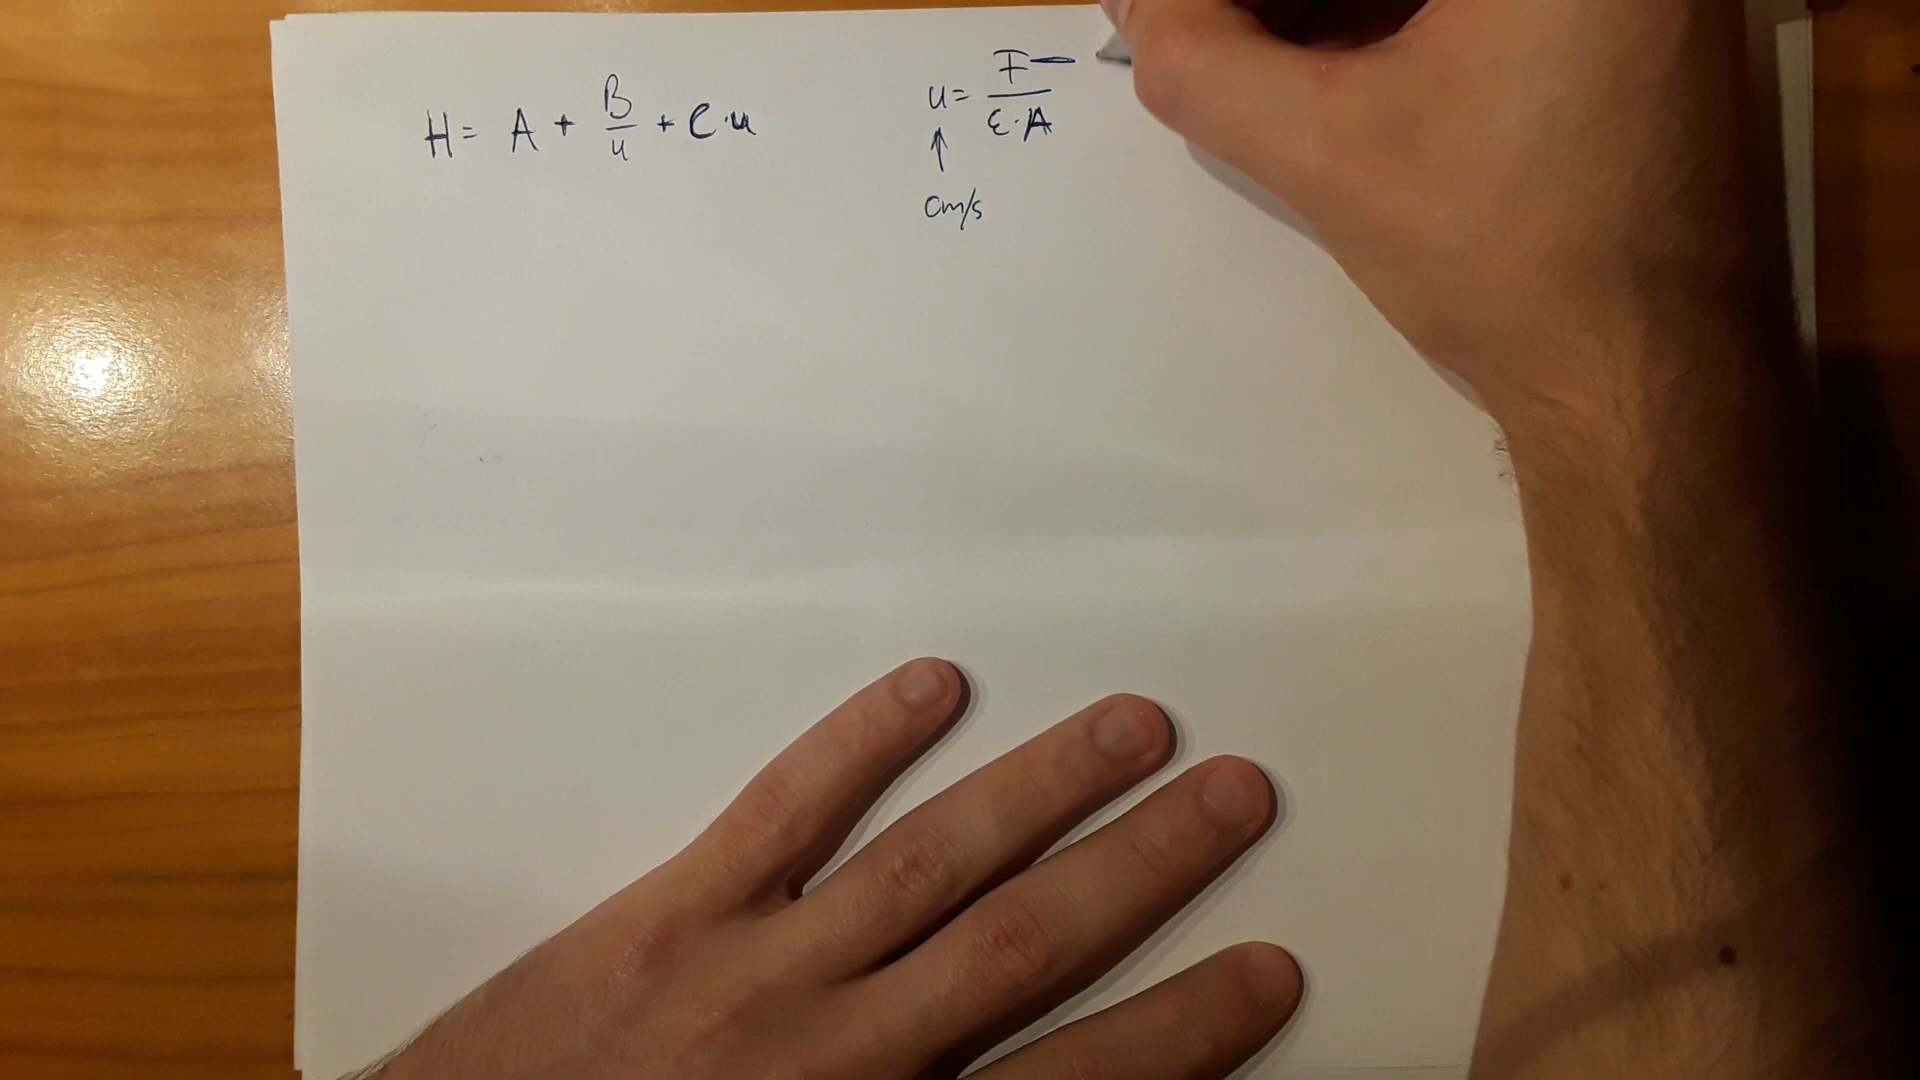 H = A + B/u + C·u
u = F/(ε·A)
↑
cm/s